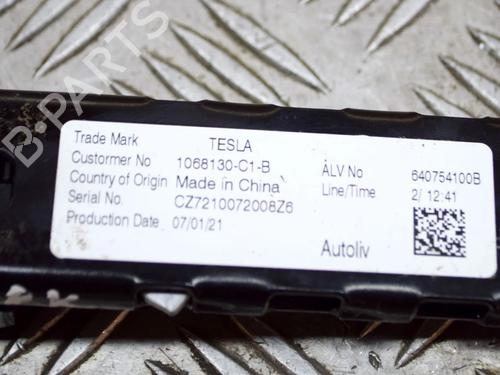 B-PARTS
Trade Mark TESLA
Custormer No 1068130-C1-B ALV No 640754100B
Country of Origin Made in China Line/Time 2/ 12:41
Serial No. CZ7210072008Z6
Production Date 07/01/21 Autoliv